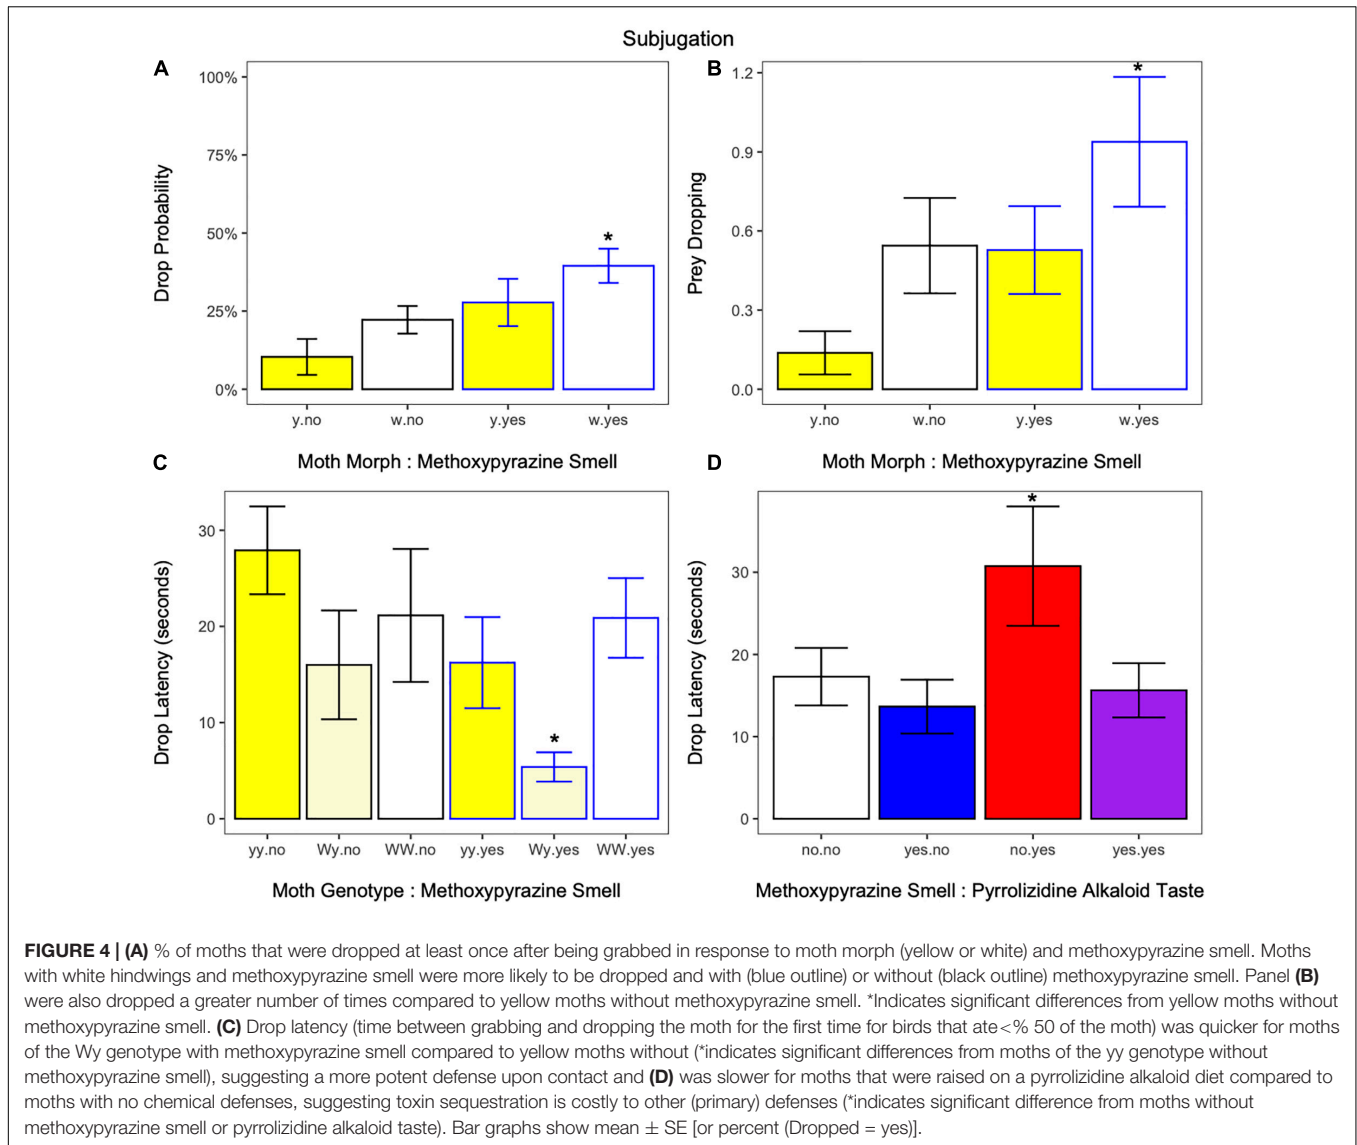 Subjugation
A
100%
75%
50%
25%
0%
Drop Probability
*
y.no w.no y.yes w.yes
Moth Morph : Methoxypyrazine Smell
B
1.2
0.9
0.6
0.3
0.0
Prey Dropping
*
y.no w.no y.yes w.yes
Moth Morph : Methoxypyrazine Smell
C
30
20
10
0
Drop Latency (seconds)
*
yy.no Wy.no WW.no yy.yes Wy.yes WW.yes
Moth Genotype : Methoxypyrazine Smell
D
30
20
10
0
Drop Latency (seconds)
*
no.no yes.no no.yes yes.yes
Methoxypyrazine Smell : Pyrrolizidine Alkaloid Taste
FIGURE 4 | (A) % of moths that were dropped at least once after being grabbed in response to moth morph (yellow or white) and methoxypyrazine smell. Moths
with white hindwings and methoxypyrazine smell were more likely to be dropped and with (blue outline) or without (black outline) methoxypyrazine smell. Panel (B)
were also dropped a greater number of times compared to yellow moths without methoxypyrazine smell. *Indicates significant differences from yellow moths without
methoxypyrazine smell. (C) Drop latency (time between grabbing and dropping the moth for the first time for birds that ate<% 50 of the moth) was quicker for moths
of the Wy genotype with methoxypyrazine smell compared to yellow moths without (*indicates significant differences from moths of the yy genotype without
methoxypyrazine smell), suggesting a more potent defense upon contact and (D) was slower for moths that were raised on a pyrrolizidine alkaloid diet compared to
moths with no chemical defenses, suggesting toxin sequestration is costly to other (primary) defenses (*indicates significant difference from moths without
methoxypyrazine smell or pyrrolizidine alkaloid taste). Bar graphs show mean ± SE [or percent (Dropped = yes)].